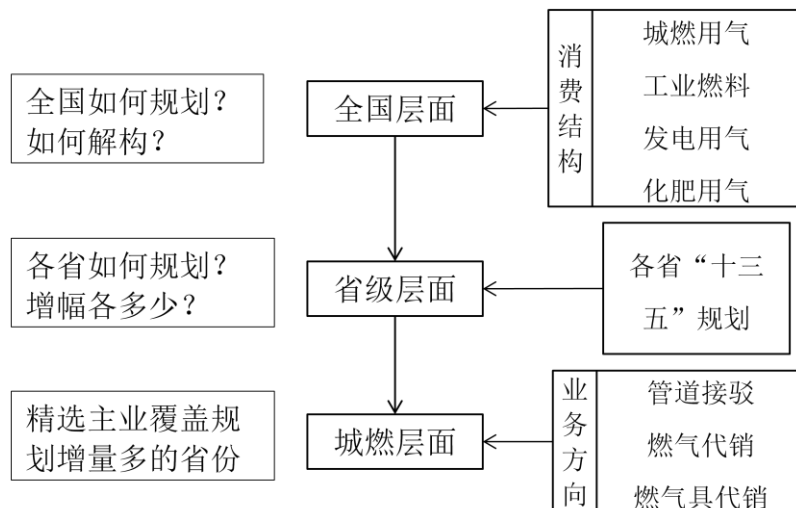 全国如何规划？
如何解构？
全国层面
消费结构
城燃用气
工业燃料
发电用气
化肥用气
各省如何规划？
增幅各多少？
省级层面
各省“十三
五”规划
精选主业覆盖规
划增量多的省份
城燃层面
业务方向
管道接驳
燃气代销
燃气具代销